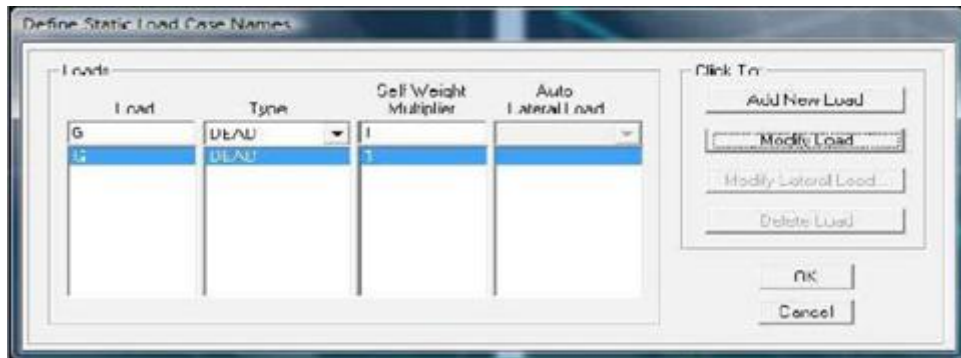 Define Static Load Case Names
Loads
Load Type Self Weight Multiplier Auto Lateral Load
G DEAD 1
G DEAD 1
Click To:
Add New Load
Modify Load
Modify Lateral Load...
Delete Load
OK
Cancel